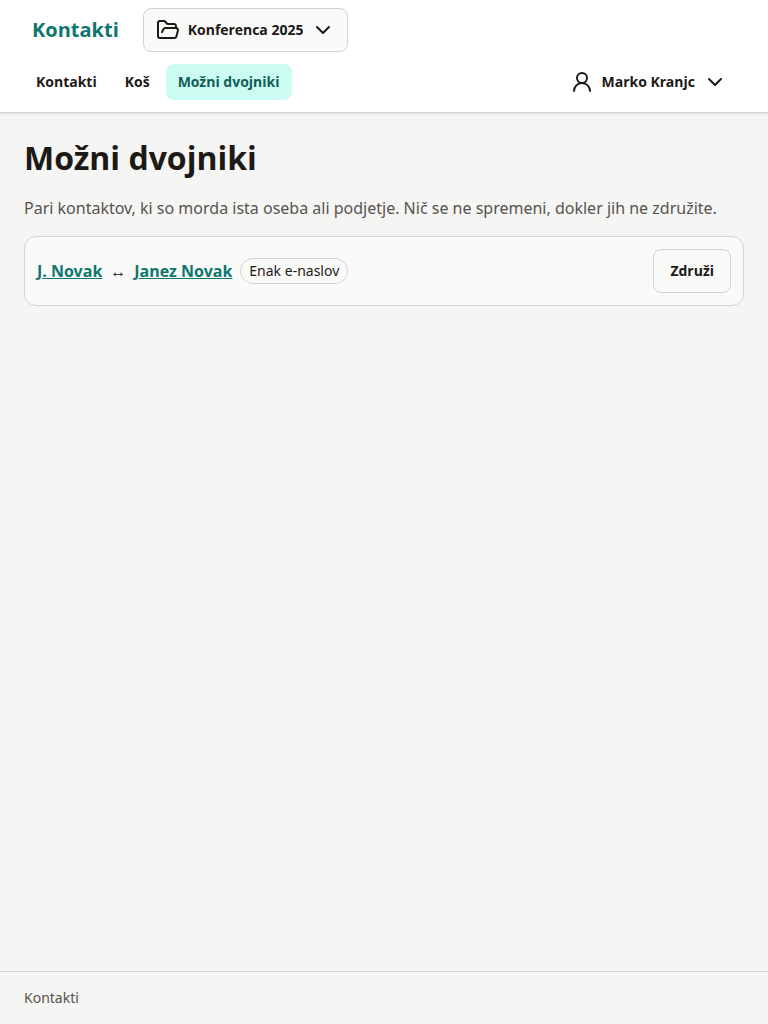 Kontakti
Konferenca 2025
Kontakti Koš Možni dvojniki Marko Kranjc
Možni dvojniki
Pari kontaktov, ki so morda ista oseba ali podjetje. Nič se ne spremeni, dokler jih ne združite.
J. Novak ↔ Janez Novak Enak e-naslov Združi
Kontakti